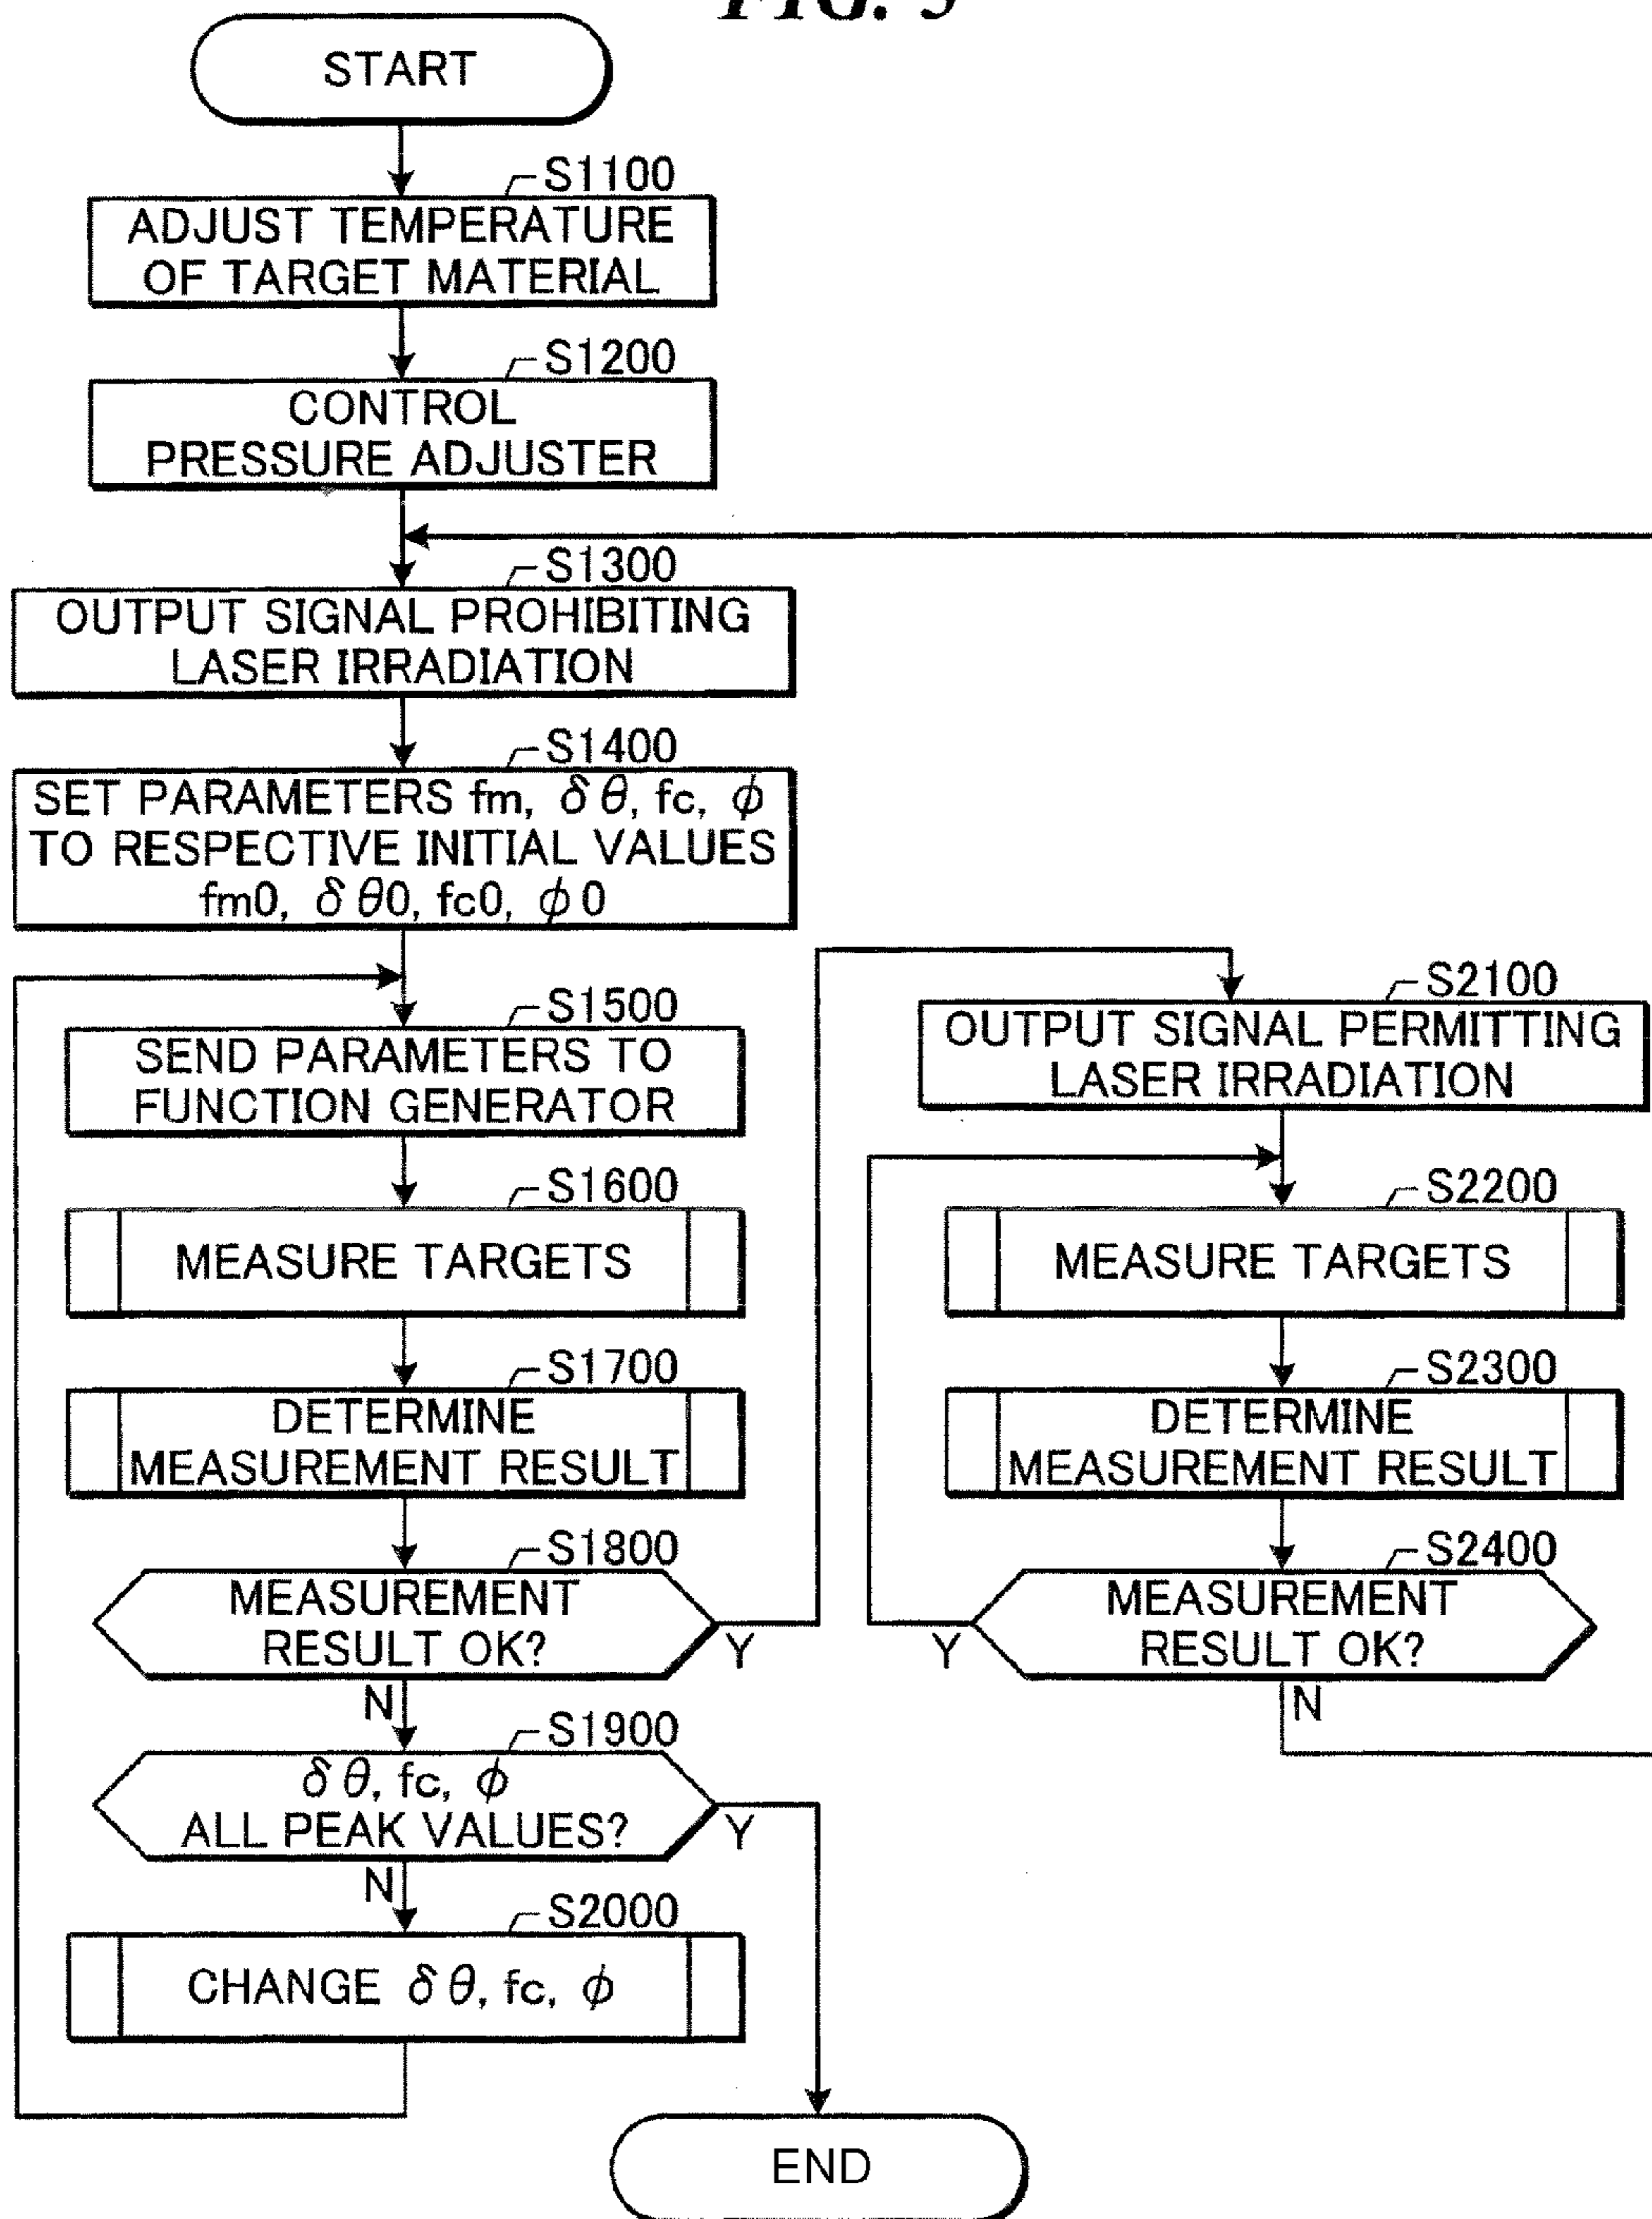 START
S1100
ADJUST TEMPERATURE
OF TARGET MATERIAL
S1200
CONTROL
PRESSURE ADJUSTER
S1300
OUTPUT SIGNAL PROHIBITING
LASER IRRADIATION
S1400
SET PARAMETERS fm, δθ, fc, φ
TO RESPECTIVE INITIAL VALUES
fm0, δθ0, fc0, φ0
S1500
SEND PARAMETERS TO
FUNCTION GENERATOR
S1600
MEASURE TARGETS
S1700
DETERMINE
MEASUREMENT RESULT
S1800
MEASUREMENT
RESULT OK?
Y
N
S1900
δθ, fc, φ
ALL PEAK VALUES?
Y
N
S2000
CHANGE δθ, fc, φ
S2100
OUTPUT SIGNAL PERMITTING
LASER IRRADIATION
S2200
MEASURE TARGETS
S2300
DETERMINE
MEASUREMENT RESULT
S2400
MEASUREMENT
RESULT OK?
Y
N
END